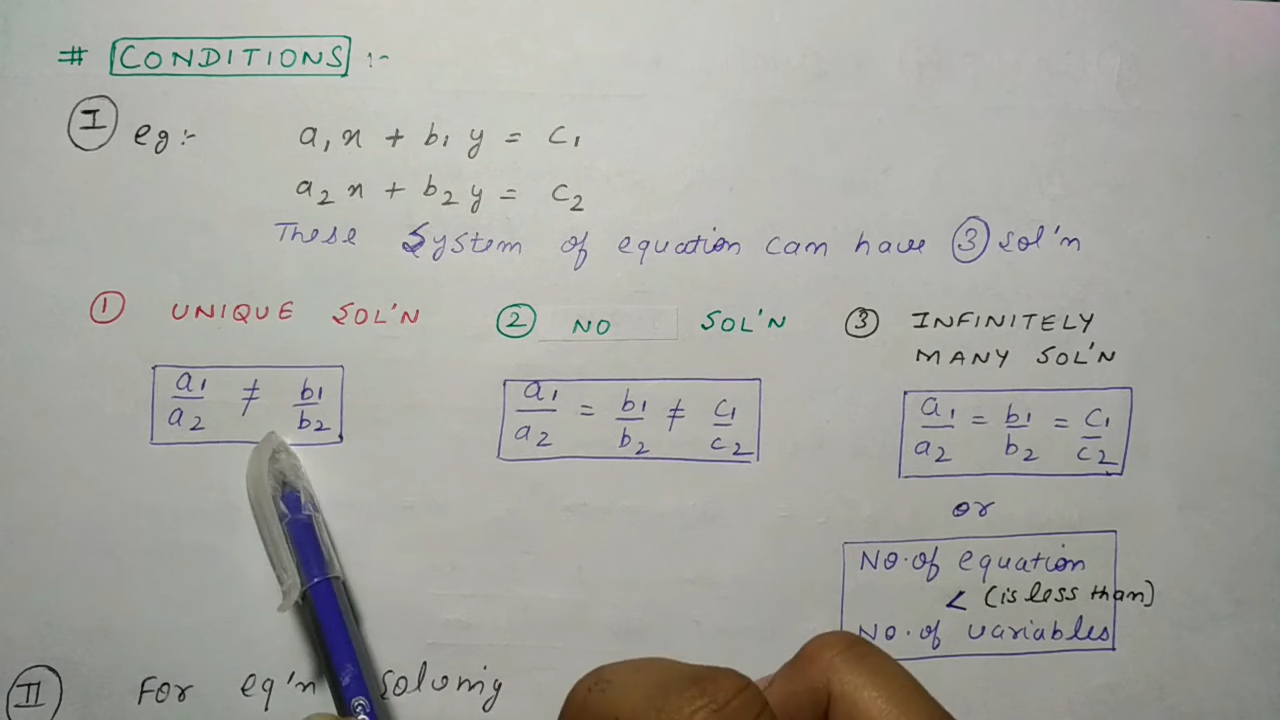 # CONDITIONS :-
I eg:- a₁x + b₁y = c₁
a₂x + b₂y = c₂
These System of equation can have 3 sol'n
1 UNIQUE SOL'N
a₁/a₂ ≠ b₁/b₂
2 NO SOL'N
a₁/a₂ = b₁/b₂ ≠ c₁/c₂
3 INFINITELY
MANY SOL'N
a₁/a₂ = b₁/b₂ = c₁/c₂
or
No. of equation
< (is less than)
No. of variables
II For eq'n solving